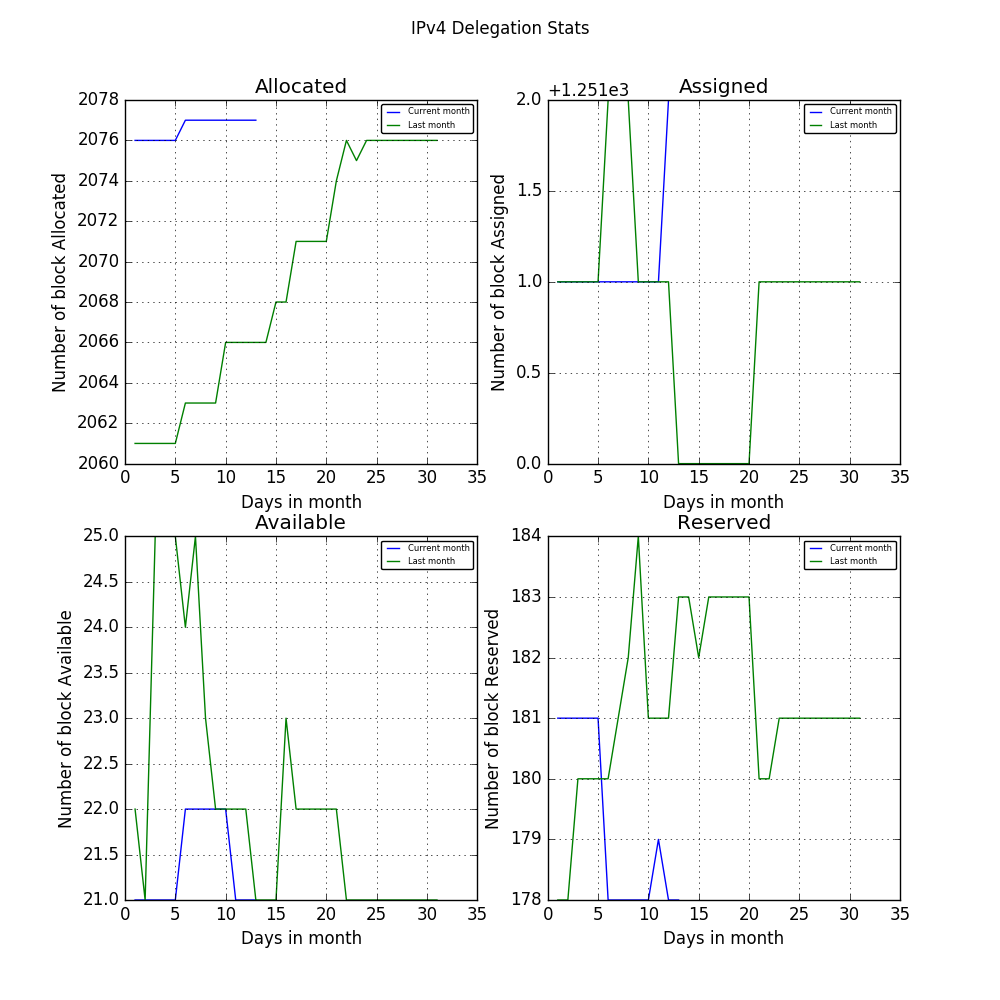 IPv4 Delegation Stats
Allocated
Number of block Allocated
2078
2076
2074
2072
2070
2068
2066
2064
2062
2060
0 5 10 15 20 25 30 35
Days in month
Current month
Last month
Assigned
+1.251e3
Number of block Assigned
2.0
1.5
1.0
0.5
0.0
0 5 10 15 20 25 30 35
Days in month
Current month
Last month
Available
Number of block Available
25.0
24.5
24.0
23.5
23.0
22.5
22.0
21.5
21.0
0 5 10 15 20 25 30 35
Days in month
Current month
Last month
Reserved
Number of block Reserved
184
183
182
181
180
179
178
0 5 10 15 20 25 30 35
Days in month
Current month
Last month